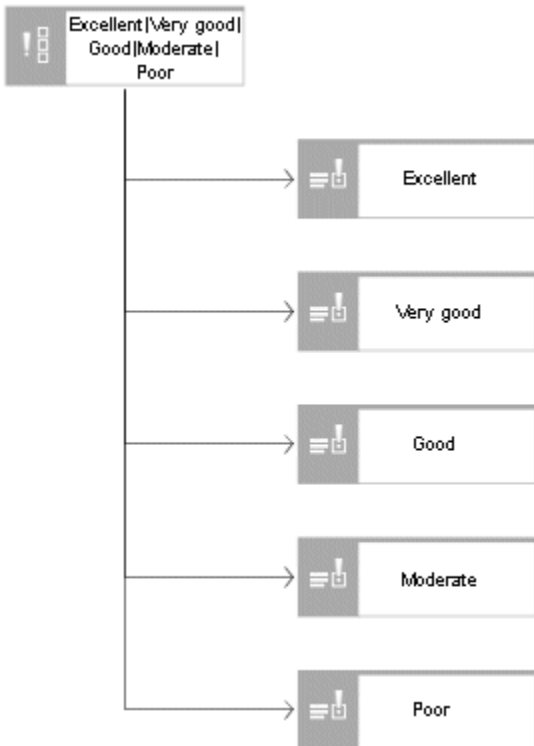 Excellent|Very good|
Good|Moderate|
Poor
Excellent
Very good
Good
Moderate
Poor